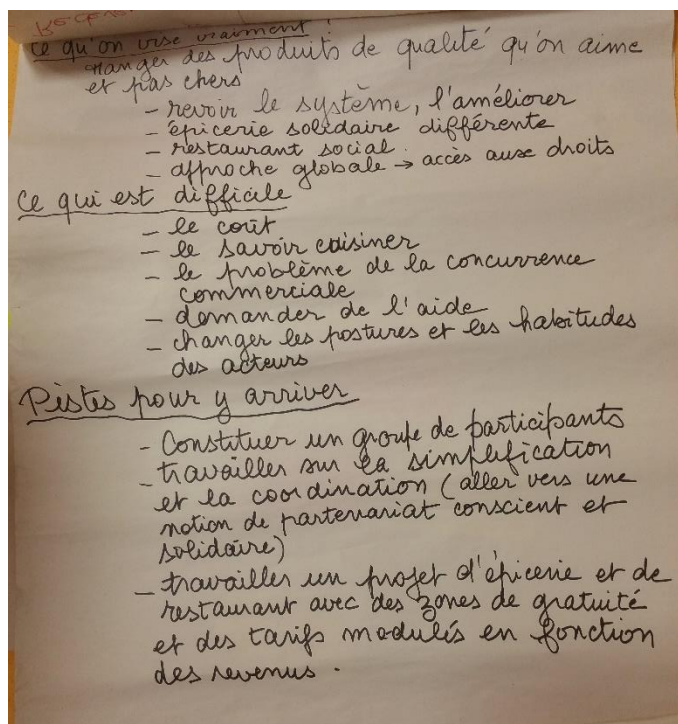 ce qu'on vise vraiment !
manger des produits de qualité qu'on aime
et pas chers
- revoir le système, l'améliorer
- épicerie solidaire différente
- restaurant social.
- approche globale → accès aux droits
Ce qui est difficile
- le coût
- le savoir cuisiner
- le problème de la concurrence
commerciale
- demander de l'aide
- changer les postures et les habitudes
des acteurs
Pistes pour y arriver
- Constituer un groupe de participants
- travailler sur la simplification
et la coordination (aller vers une
notion de partenariat conscient et
solidaire)
- travailler un projet d'épicerie et de
restaurant avec des zones de gratuité
et des tarifs modulés en fonction
des revenus.